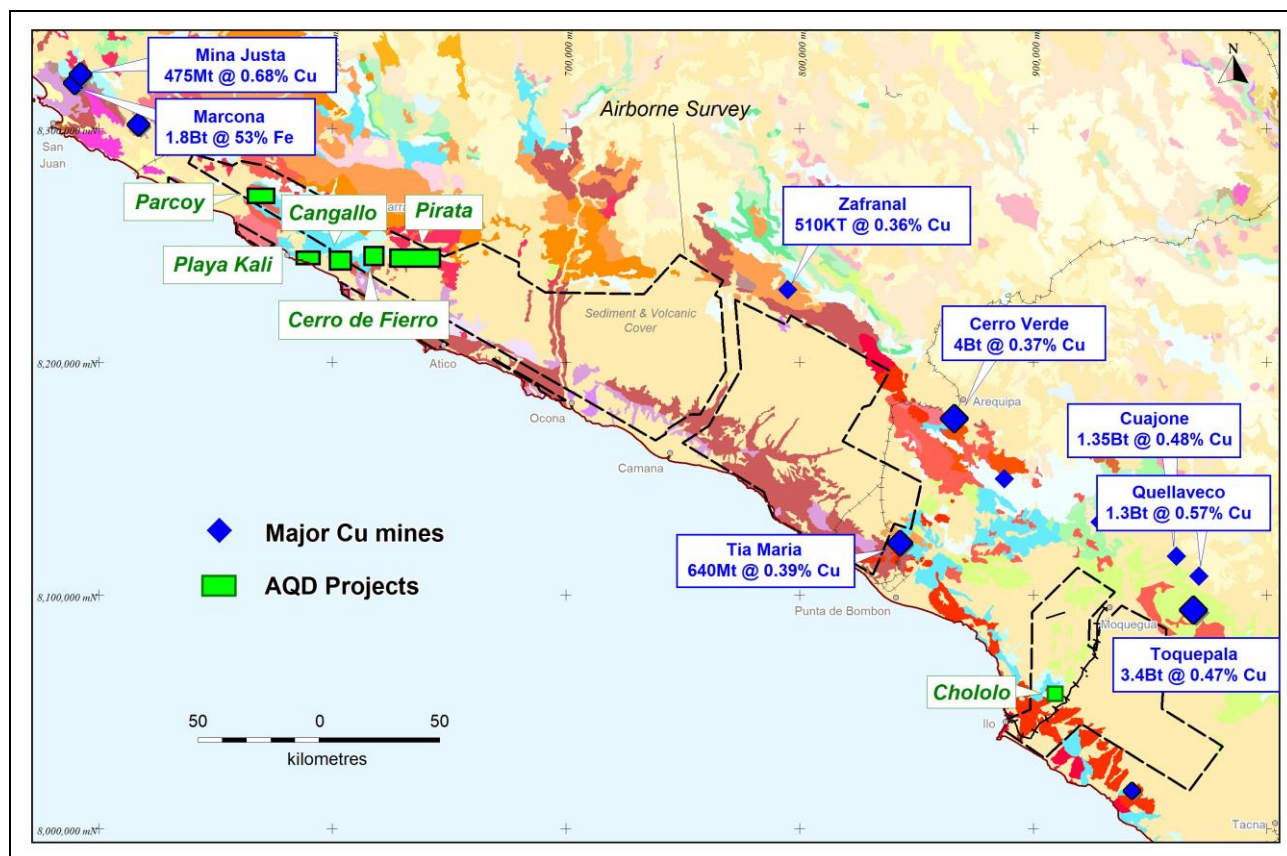 Mina Justa
475Mt @ 0.68% Cu
Marcona
1.8Bt @ 53% Fe
700,000 mE
800,000 mE
900,000 mE
N
8,300,000 mN
San
Juan
Airborne Survey
Parcoy
Cangallo
Pirata
Playa Kali
Cerro de Fierro
Zafranal
510KT @ 0.36% Cu
Sediment & Volcanic
Cover
Cerro Verde
4Bt @ 0.37% Cu
8,200,000 mN
Atico
Ocona
Arequipa
Cuajone
1.35Bt @ 0.48% Cu
Camana
Quellaveco
1.3Bt @ 0.57% Cu
Major Cu mines
Tia Maria
640Mt @ 0.39% Cu
AQD Projects
8,100,000 mN
Punta de Bombon
Moquegua
Toquepala
3.4Bt @ 0.47% Cu
Chololo
Ilo
50 0 50
kilometres
8,000,000 mN
Tacna